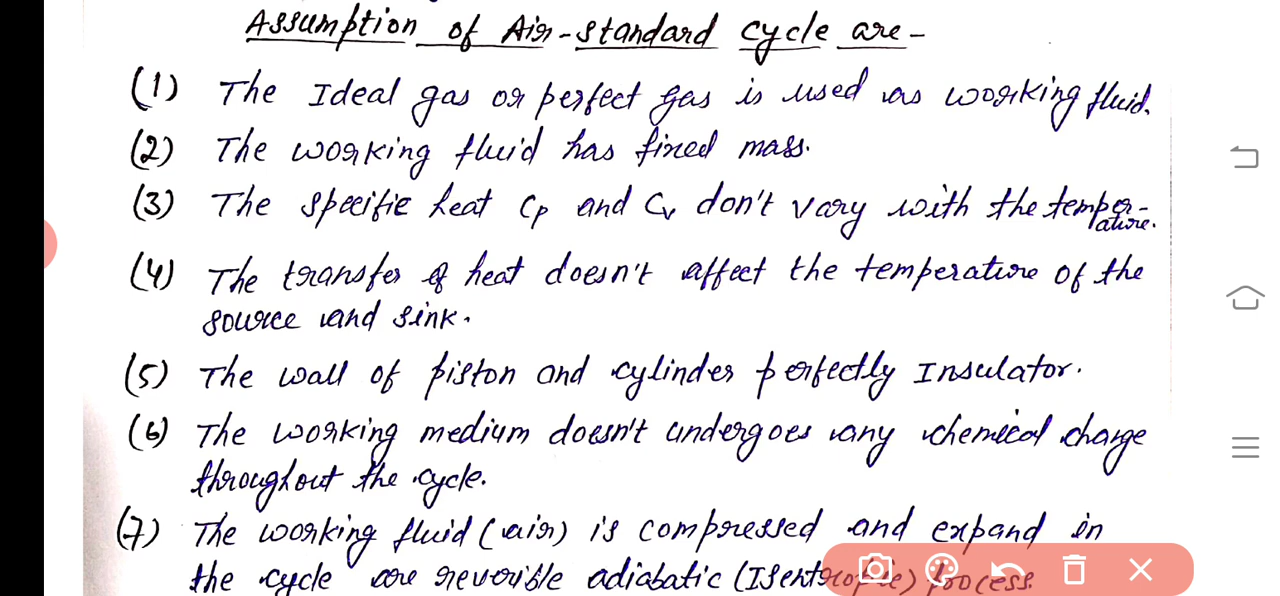 Assumption of Air-standard cycle are-
(1) The Ideal gas or perfect gas is used as working fluid.
(2) The working fluid has fixed mass.
(3) The specific heat Cp and Cv don't vary with the temper-
ature.
(4) The transfer of heat doesn't affect the temperature of the
source and sink.
(5) The wall of piston and cylinder perfectly Insulator.
(6) The working medium doesn't undergoes any chemical change
throughout the cycle.
(7) The working fluid (air) is compressed and expand in
the cycle are reversible adiabatic (Isentropic) process